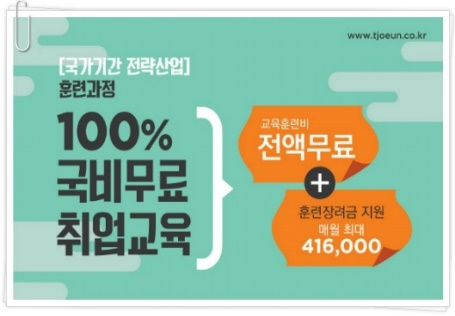 www.tjoeun.co.kr
[국가기간 전략산업]
훈련과정
100%
국비무료
취업교육
교육훈련비
전액무료
+
훈련장려금 지원
매월 최대
416,000